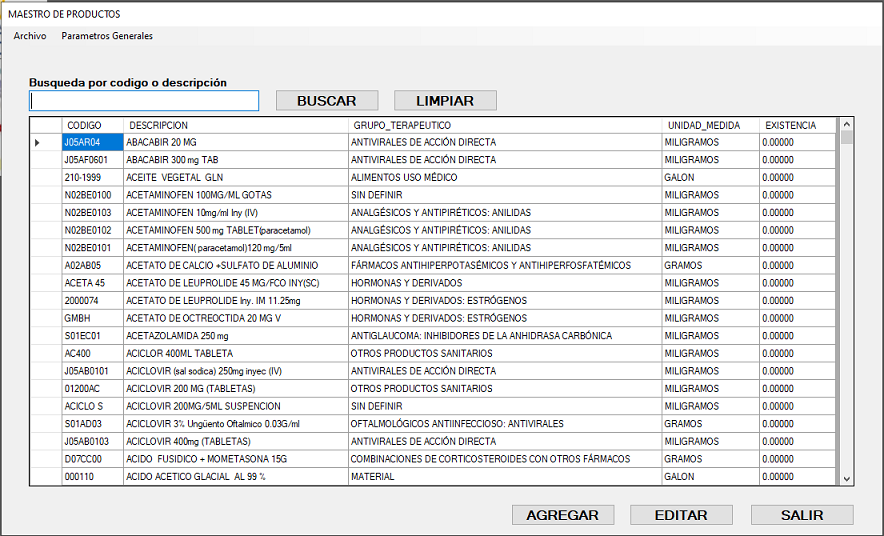 MAESTRO DE PRODUCTOS
Archivo Parametros Generales
Busqueda por codigo o descripción
BUSCAR LIMPIAR
CODIGO DESCRIPCION GRUPO_TERAPEUTICO UNIDAD_MEDIDA EXISTENCIA
J05AR04 ABACABIR 20 MG ANTIVIRALES DE ACCIÓN DIRECTA MILIGRAMOS 0.00000
J05AF0601 ABACABIR 300 mg TAB ANTIVIRALES DE ACCIÓN DIRECTA MILIGRAMOS 0.00000
210-1999 ACEITE VEGETAL GLN ALIMENTOS USO MÉDICO GALON 0.00000
N02BE0100 ACETAMINOFEN 100MG/ML GOTAS SIN DEFINIR MILIGRAMOS 0.00000
N02BE0103 ACETAMINOFEN 10mg/ml Iny (IV) ANALGÉSICOS Y ANTIPIRÉTICOS: ANILIDAS MILIGRAMOS 0.00000
N02BE0102 ACETAMINOFEN 500 mg TABLET(paracetamol) ANALGÉSICOS Y ANTIPIRÉTICOS: ANILIDAS MILIGRAMOS 0.00000
N02BE0101 ACETAMINOFEN( paracetamol)120 mg/5ml ANALGÉSICOS Y ANTIPIRÉTICOS: ANILIDAS MILIGRAMOS 0.00000
A02AB05 ACETATO DE CALCIO +SULFATO DE ALUMINIO FÁRMACOS ANTIHIPERPOTASÉMICOS Y ANTIHIPERFOSFATÉMICOS GRAMOS 0.00000
ACETA 45 ACETATO DE LEUPROLIDE 45 MG/FCO INY(SC) HORMONAS Y DERIVADOS MILIGRAMOS 0.00000
2000074 ACETATO DE LEUPROLIDE Iny. IM 11.25mg HORMONAS Y DERIVADOS: ESTRÓGENOS MILIGRAMOS 0.00000
GMBH ACETATO DE OCTREOCTIDA 20 MG V HORMONAS Y DERIVADOS: ESTRÓGENOS MILIGRAMOS 0.00000
S01EC01 ACETAZOLAMIDA 250 mg ANTIGLAUCOMA: INHIBIDORES DE LA ANHIDRASA CARBÓNICA MILIGRAMOS 0.00000
AC400 ACICLOR 400ML TABLETA OTROS PRODUCTOS SANITARIOS MILIGRAMOS 0.00000
J05AB0101 ACICLOVIR (sal sodica) 250mg inyec (IV) ANTIVIRALES DE ACCIÓN DIRECTA MILIGRAMOS 0.00000
01200AC ACICLOVIR 200 MG (TABLETAS) OTROS PRODUCTOS SANITARIOS MILIGRAMOS 0.00000
ACICLO S ACICLOVIR 200MG/5ML SUSPENCION SIN DEFINIR MILIGRAMOS 0.00000
S01AD03 ACICLOVIR 3% Ungüento Oftalmico 0.03G/ml OFTALMOLÓGICOS ANTIINFECCIOSO: ANTIVIRALES GRAMOS 0.00000
J05AB0103 ACICLOVIR 400mg (TABLETAS) ANTIVIRALES DE ACCIÓN DIRECTA MILIGRAMOS 0.00000
D07CC00 ACIDO FUSIDICO + MOMETASONA 15G COMBINACIONES DE CORTICOSTEROIDES CON OTROS FÁRMACOS GRAMOS 0.00000
000110 ACIDO ACETICO GLACIAL AL 99 % MATERIAL GALON 0.00000
AGREGAR EDITAR SALIR